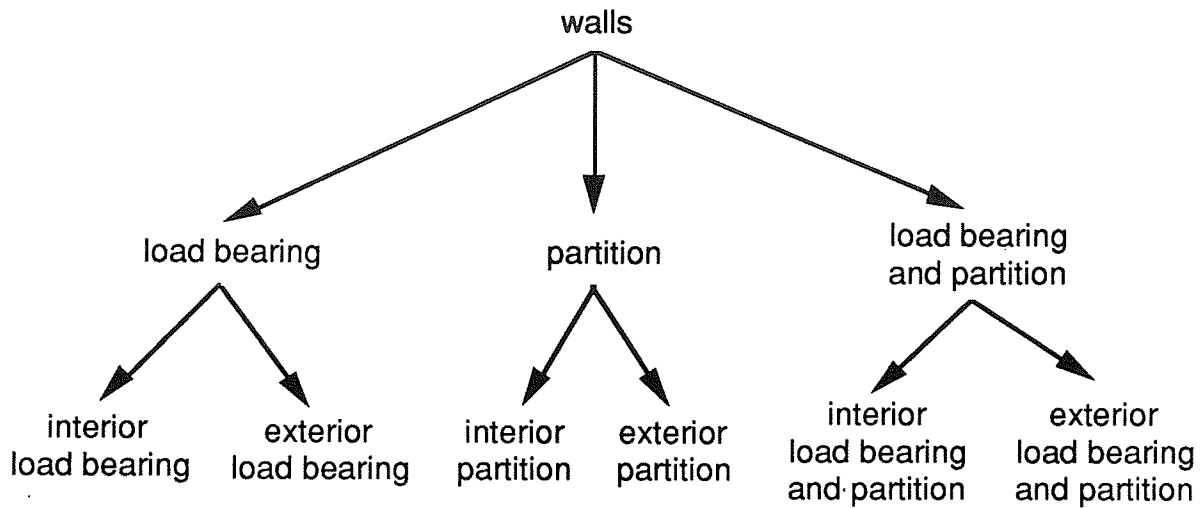 walls
load bearing
partition
load bearing
and partition
interior
load bearing
exterior
load bearing
interior
partition
exterior
partition
interior
load bearing
and partition
exterior
load bearing
and partition